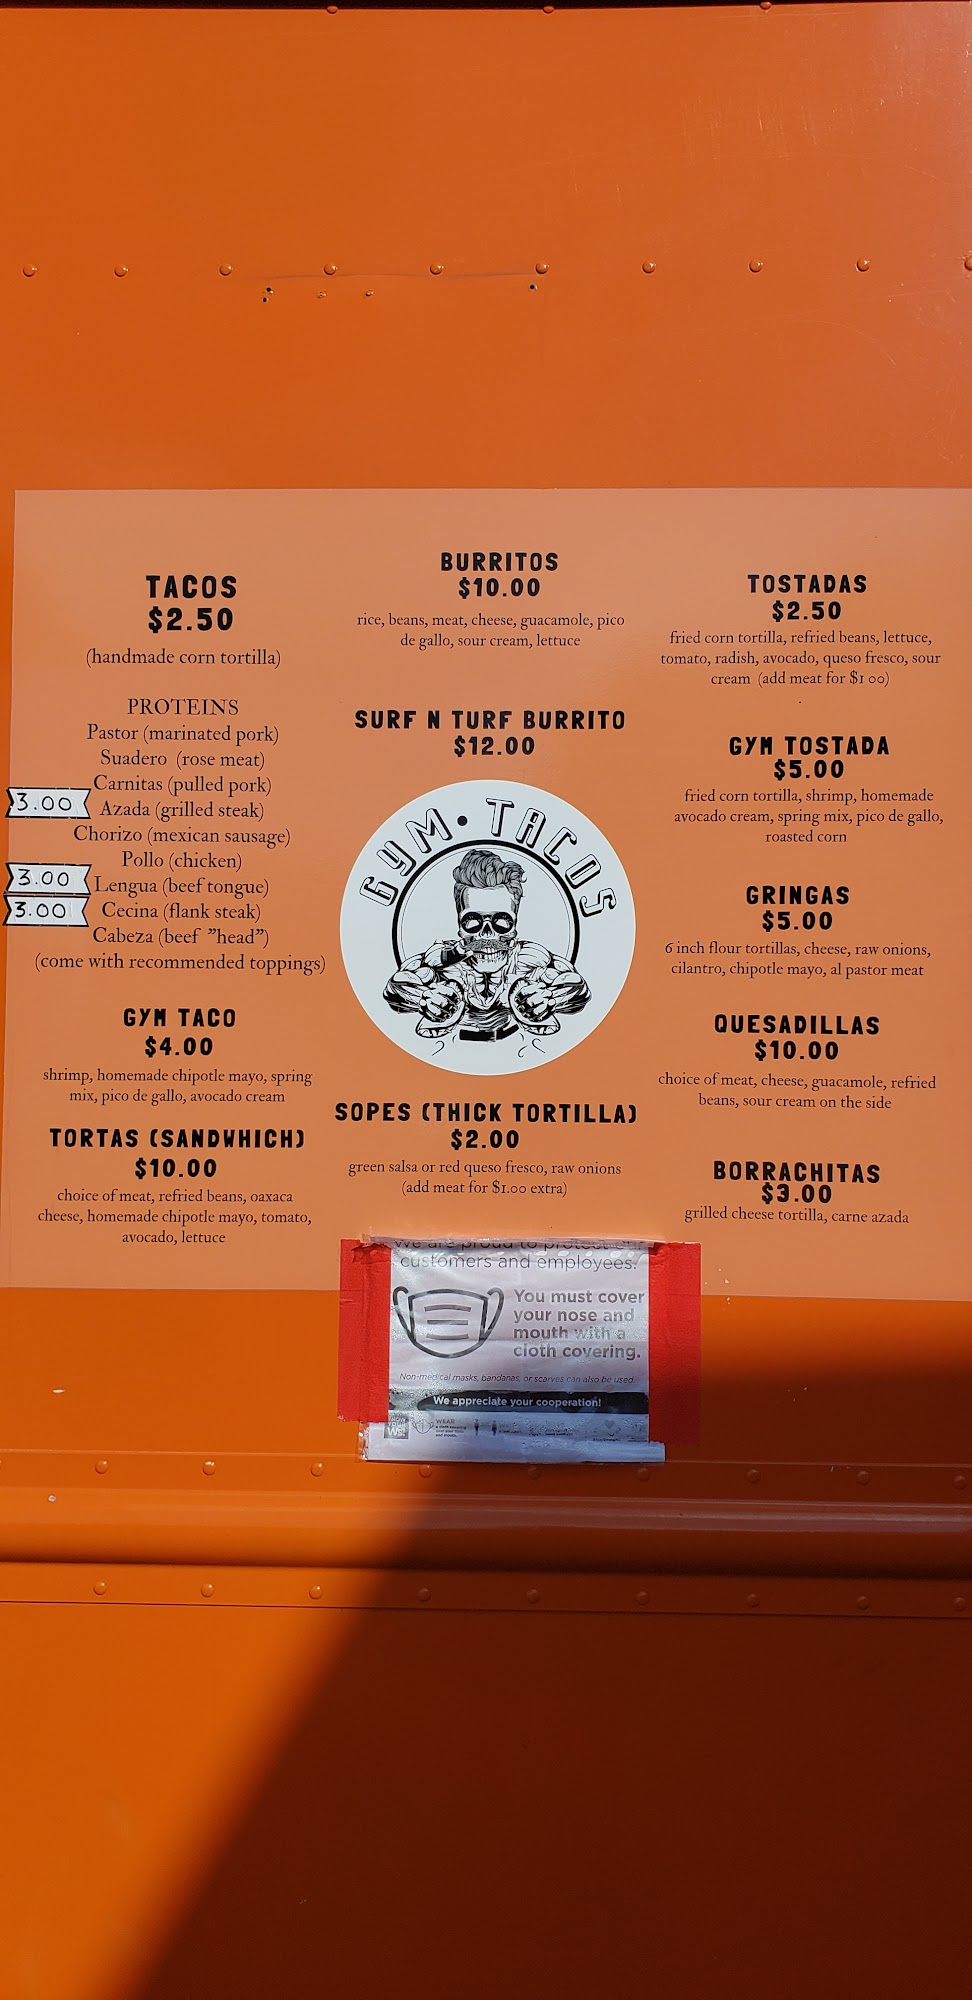 TACOS
$2.50
(handmade corn tortilla)
PROTEINS
Pastor (marinated pork)
Suadero (rose meat)
Carnitas (pulled pork)
3.00 Azada (grilled steak)
Chorizo (mexican sausage)
Pollo (chicken)
3.00 Lengua (beef tongue)
3.00 Cecina (flank steak)
Cabeza (beef "head")
(come with recommended toppings)
GYM TACO
$4.00
shrimp, homemade chipotle mayo, spring
mix, pico de gallo, avocado cream
TORTAS (SANDWHICH)
$10.00
choice of meat, refried beans, oaxaca
cheese, homemade chipotle mayo, tomato,
avocado, lettuce
BURRITOS
$10.00
rice, beans, meat, cheese, guacamole, pico
de gallo, sour cream, lettuce
SURF N TURF BURRITO
$12.00
GYM • TACOS
SOPES (THICK TORTILLA)
$2.00
green salsa or red queso fresco, raw onions
(add meat for $1.00 extra)
TOSTADAS
$2.50
fried corn tortilla, refried beans, lettuce,
tomato, radish, avocado, queso fresco, sour
cream (add meat for $1 00)
GYM TOSTADA
$5.00
fried corn tortilla, shrimp, homemade
avocado cream, spring mix, pico de gallo,
roasted corn
GRINGAS
$5.00
6 inch flour tortillas, cheese, raw onions,
cilantro, chipotle mayo, al pastor meat
QUESADILLAS
$10.00
choice of meat, cheese, guacamole, refried
beans, sour cream on the side
BORRACHITAS
$3.00
grilled cheese tortilla, carne azada
We are proud to protect our
customers and employees.
You must cover
your nose and
mouth with a
cloth covering.
Non-medical masks, bandanas, or scarves can also be used.
We appreciate your cooperation!
WEAR